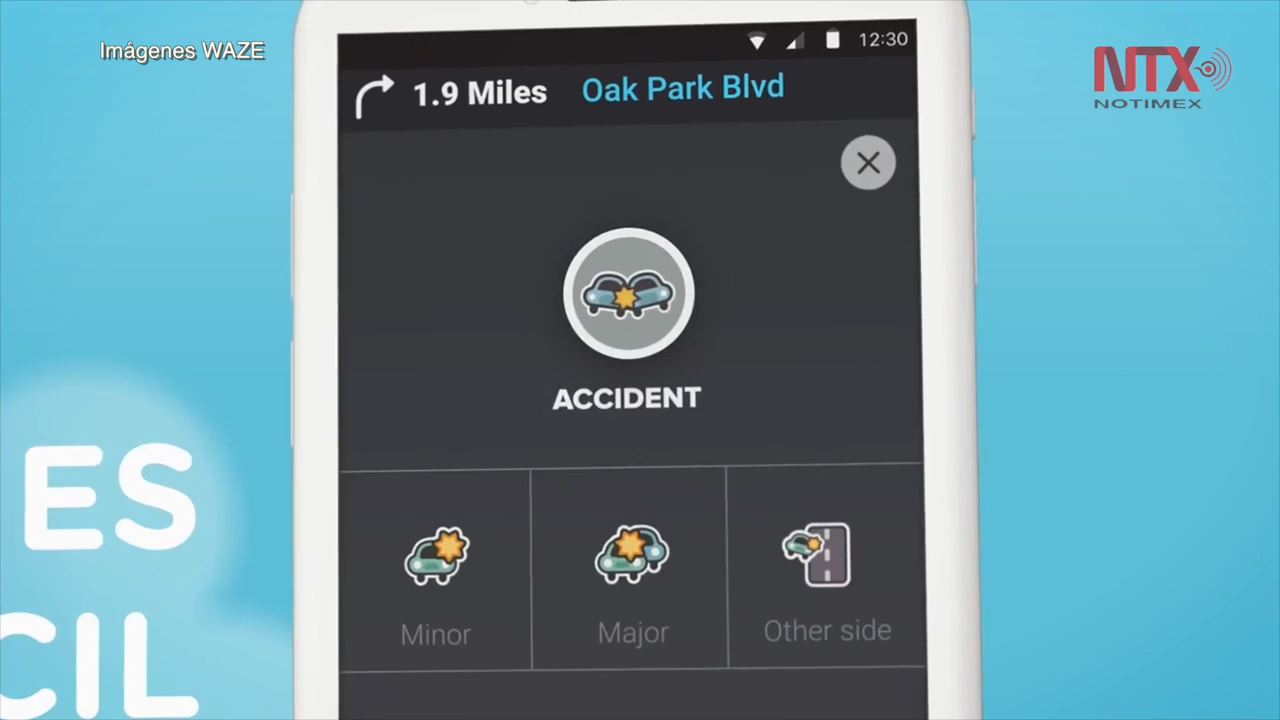 Imágenes WAZE
NTX
NOTIMEX
12:30
1.9 Miles Oak Park Blvd
ACCIDENT
Minor Major Other side
ES
CIL